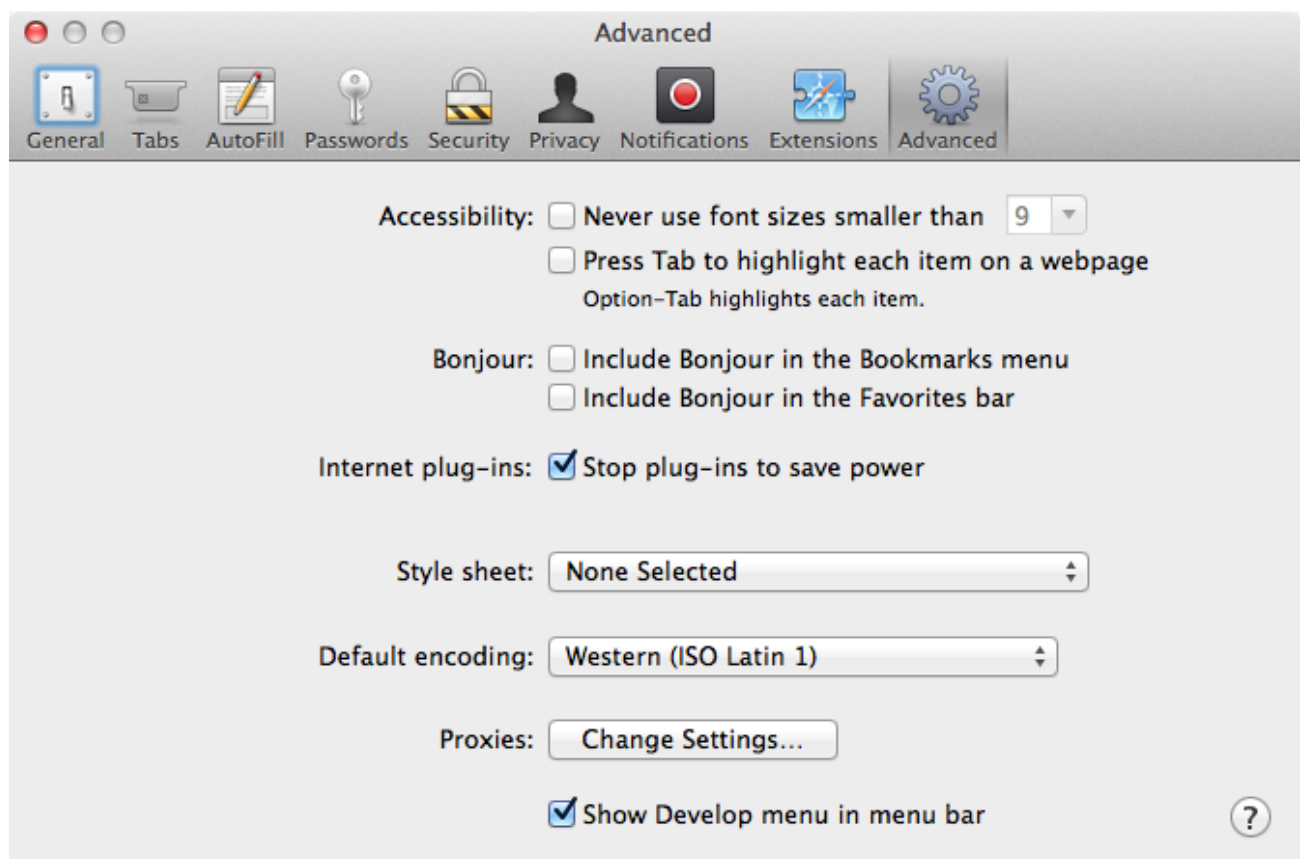 Advanced
General Tabs AutoFill Passwords Security Privacy Notifications Extensions Advanced
Accessibility: Never use font sizes smaller than 9
Press Tab to highlight each item on a webpage
Option-Tab highlights each item.
Bonjour: Include Bonjour in the Bookmarks menu
Include Bonjour in the Favorites bar
Internet plug-ins: Stop plug-ins to save power
Style sheet: None Selected
Default encoding: Western (ISO Latin 1)
Proxies: Change Settings...
Show Develop menu in menu bar ?